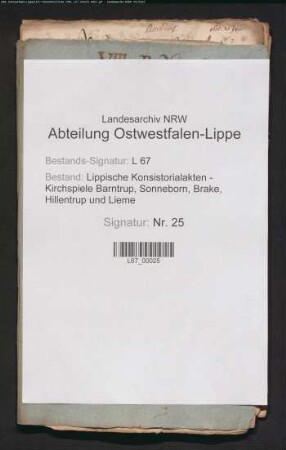 Landesarchiv NRW
Abteilung Ostwestfalen-Lippe
Bestands-Signatur: L 67
Bestand: Lippische Konsistorialakten -
Kirchspiele Barntrup, Sonneborn, Brake,
Hillentrup und Lieme
Signatur: Nr. 25
L67_00025